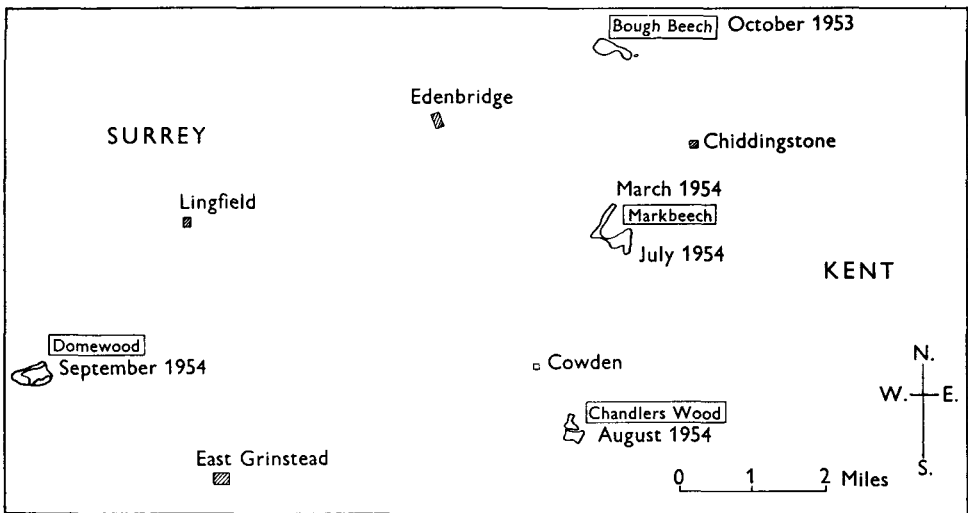 Bough Beech October 1953
Edenbridge
SURREY
Chiddingstone
March 1954
Lingfield
Markbeech
July 1954
KENT
Domewood
September 1954
Cowden
N.
W. E.
S.
Chandlers Wood
August 1954
East Grinstead
0 1 2 Miles